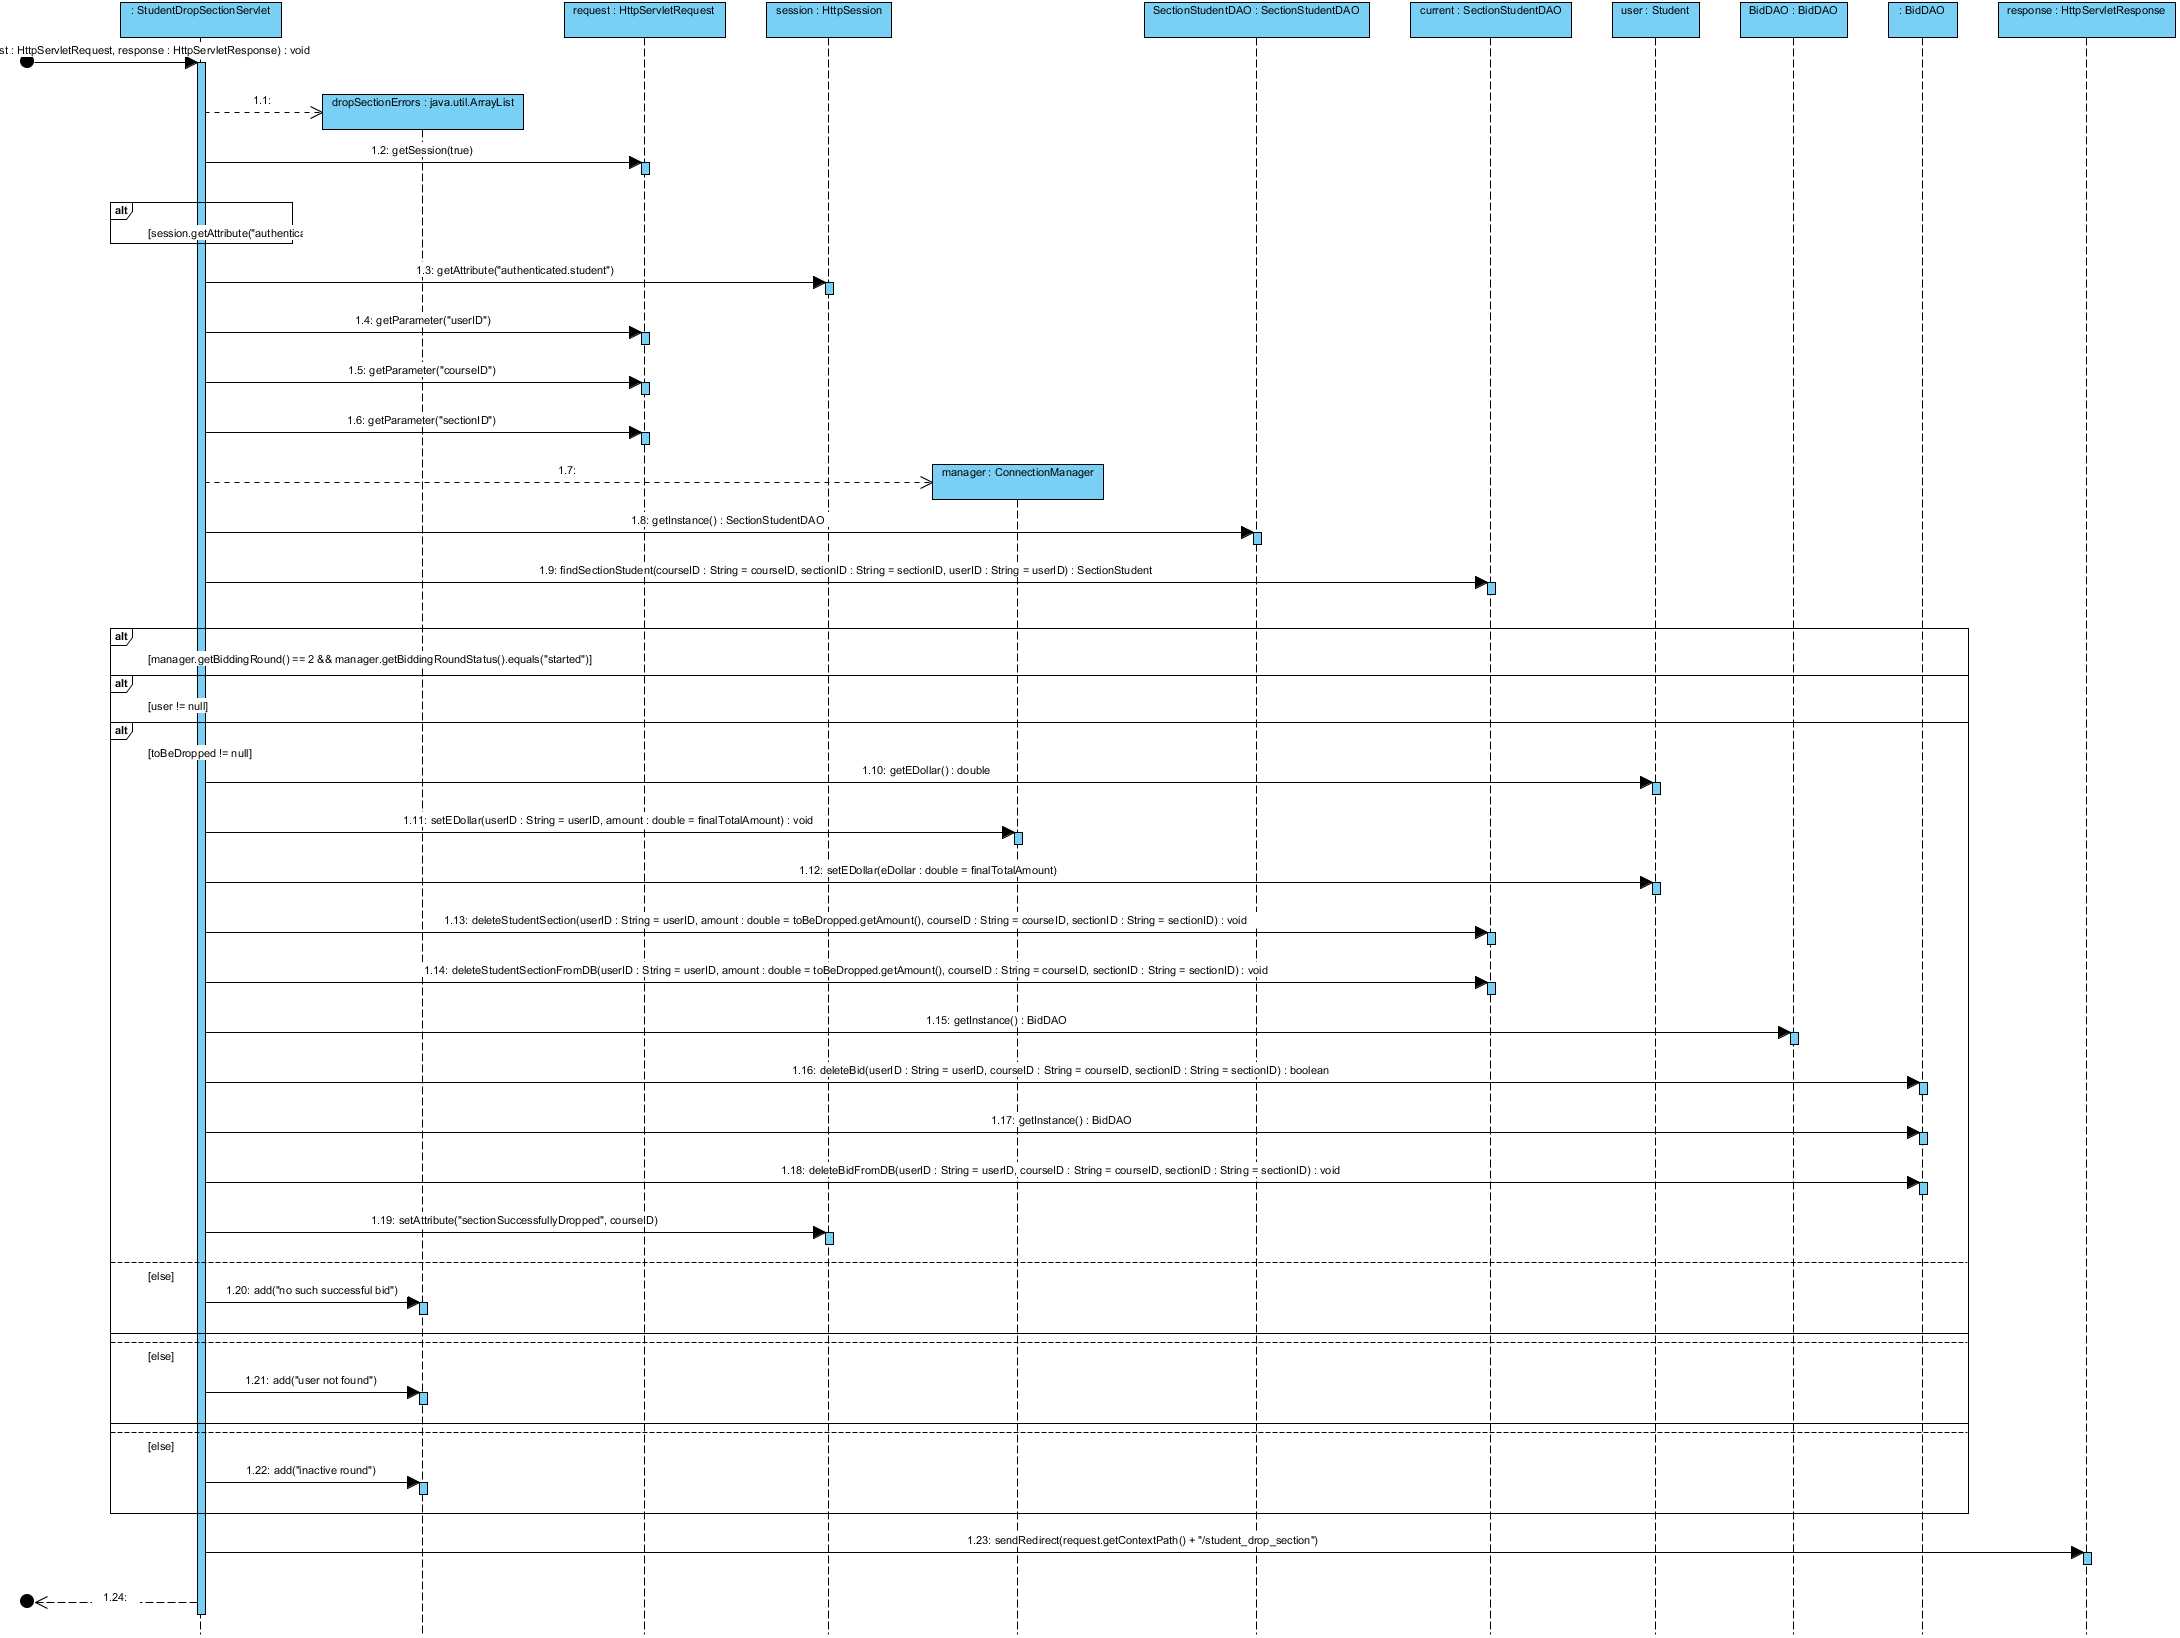 : StudentDropSectionServlet
request : HttpServletRequest
session : HttpSession
SectionStudentDAO : SectionStudentDAO
current : SectionStudentDAO
user : Student
BidDAO : BidDAO
: BidDAO
response : HttpServletResponse
st : HttpServletRequest, response : HttpServletResponse) : void
1.1:
dropSectionErrors : java.util.ArrayList
1.2: getSession(true)
alt
[session.getAttribute("authentica
1.3: getAttribute("authenticated.student")
1.4: getParameter("userID")
1.5: getParameter("courseID")
1.6: getParameter("sectionID")
1.7:
manager : ConnectionManager
1.8: getInstance() : SectionStudentDAO
1.9: findSectionStudent(courseID : String = courseID, sectionID : String = sectionID, userID : String = userID) : SectionStudent
alt
[manager.getBiddingRound() == 2 && manager.getBiddingRoundStatus().equals("started")]
alt
[user != null]
alt
[toBeDropped != null]
1.10: getEDollar() : double
1.11: setEDollar(userID : String = userID, amount : double = finalTotalAmount) : void
1.12: setEDollar(eDollar : double = finalTotalAmount)
1.13: deleteStudentSection(userID : String = userID, amount : double = toBeDropped.getAmount(), courseID : String = courseID, sectionID : String = sectionID) : void
1.14: deleteStudentSectionFromDB(userID : String = userID, amount : double = toBeDropped.getAmount(), courseID : String = courseID, sectionID : String = sectionID) : void
1.15: getInstance() : BidDAO
1.16: deleteBid(userID : String = userID, courseID : String = courseID, sectionID : String = sectionID) : boolean
1.17: getInstance() : BidDAO
1.18: deleteBidFromDB(userID : String = userID, courseID : String = courseID, sectionID : String = sectionID) : void
1.19: setAttribute("sectionSuccessfullyDropped", courseID)
[else]
1.20: add("no such successful bid")
[else]
1.21: add("user not found")
[else]
1.22: add("inactive round")
1.23: sendRedirect(request.getContextPath() + "/student_drop_section")
1.24: